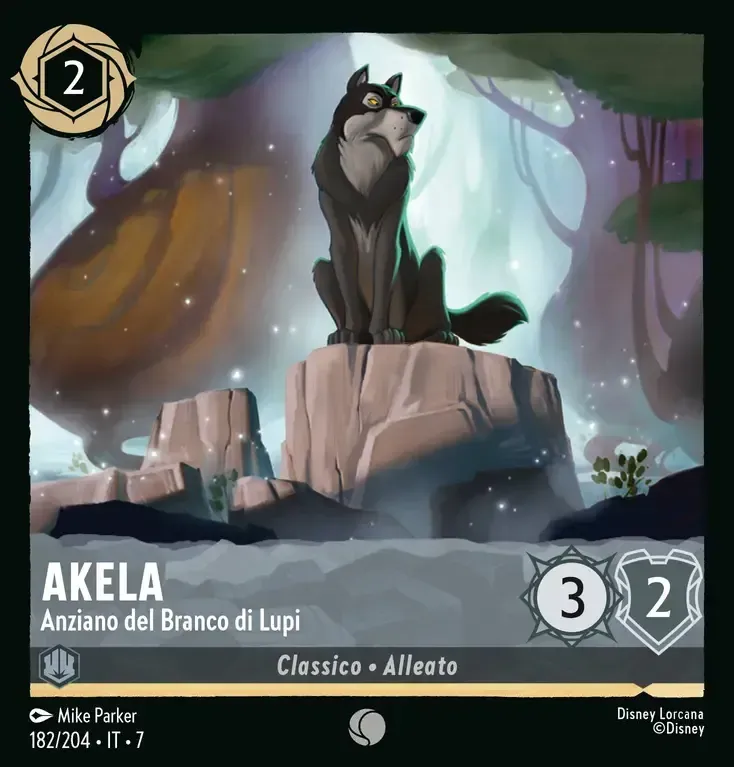 2
AKELA
Anziano del Branco di Lupi
3
2
Classico • Alleato
Mike Parker
182/204 • IT • 7
Disney Lorcana
©Disney